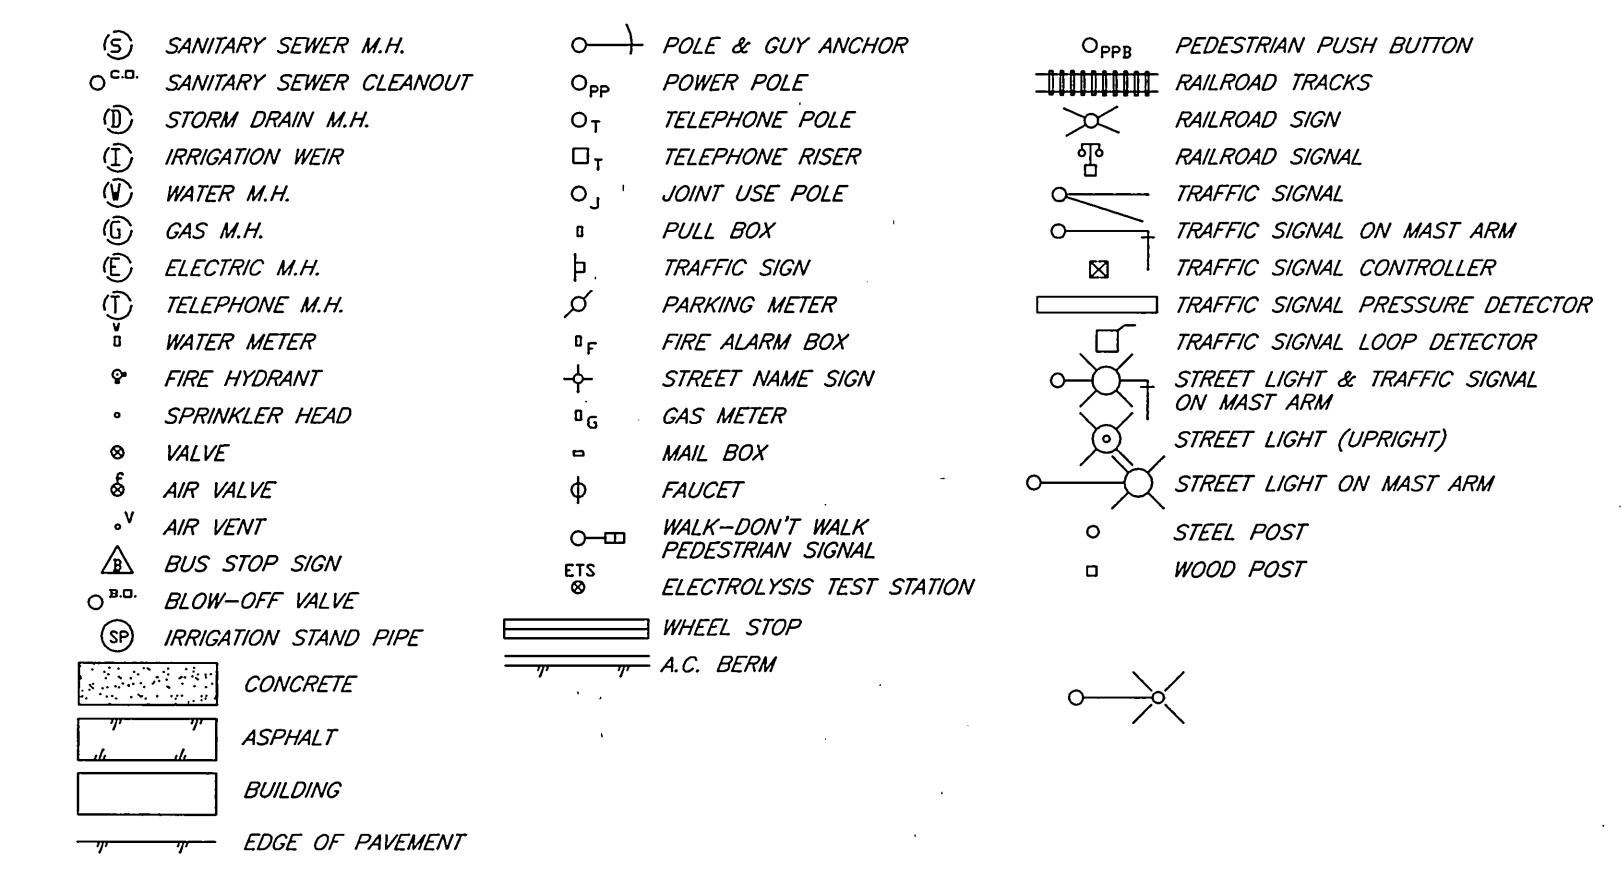 S SANITARY SEWER M.H.
C.O. SANITARY SEWER CLEANOUT
D STORM DRAIN M.H.
I IRRIGATION WEIR
W WATER M.H.
G GAS M.H.
E ELECTRIC M.H.
T TELEPHONE M.H.
V WATER METER
FIRE HYDRANT
SPRINKLER HEAD
VALVE
AIR VALVE
V AIR VENT
B BUS STOP SIGN
B.O. BLOW-OFF VALVE
SP IRRIGATION STAND PIPE
CONCRETE
ASPHALT
BUILDING
EDGE OF PAVEMENT
POLE & GUY ANCHOR
PP POWER POLE
T TELEPHONE POLE
T TELEPHONE RISER
J JOINT USE POLE
PULL BOX
TRAFFIC SIGN
PARKING METER
F FIRE ALARM BOX
STREET NAME SIGN
G GAS METER
MAIL BOX
FAUCET
WALK-DON'T WALK
PEDESTRIAN SIGNAL
ETS
ELECTROLYSIS TEST STATION
WHEEL STOP
A.C. BERM
PPB PEDESTRIAN PUSH BUTTON
RAILROAD TRACKS
RAILROAD SIGN
RAILROAD SIGNAL
TRAFFIC SIGNAL
TRAFFIC SIGNAL ON MAST ARM
TRAFFIC SIGNAL CONTROLLER
TRAFFIC SIGNAL PRESSURE DETECTOR
TRAFFIC SIGNAL LOOP DETECTOR
STREET LIGHT & TRAFFIC SIGNAL
ON MAST ARM
STREET LIGHT (UPRIGHT)
STREET LIGHT ON MAST ARM
STEEL POST
WOOD POST